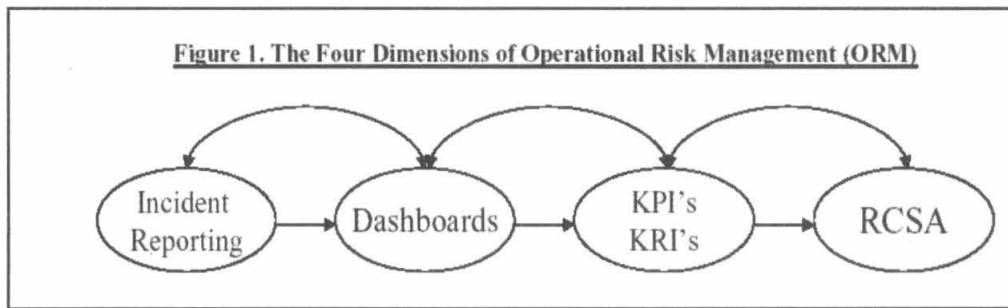 Figure 1. The Four Dimensions of Operational Risk Management (ORM)
Incident
Reporting
Dashboards
KPI's
KRI's
RCSA